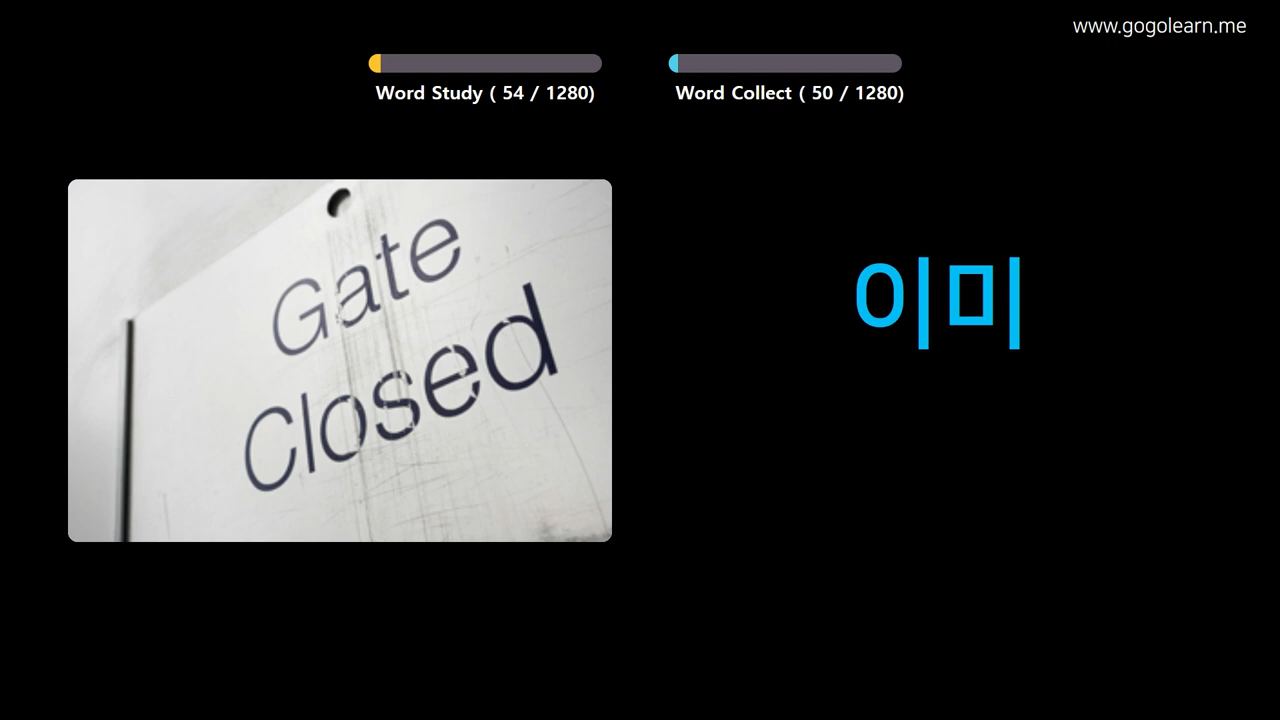 www.gogolearn.me
Word Study ( 54 / 1280)
Word Collect ( 50 / 1280)
Gate
Closed
이미